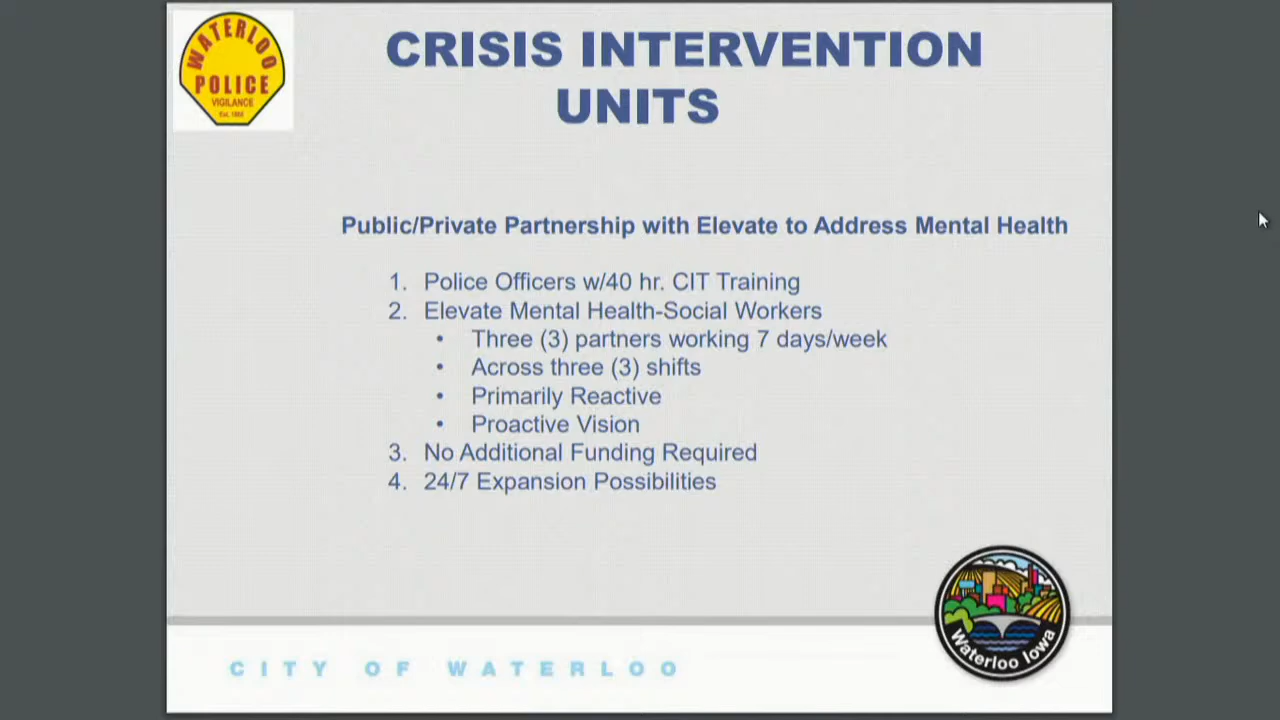 WATERLOO
POLICE
VIGILANCE
Est. 1868
CRISIS INTERVENTION
UNITS
Public/Private Partnership with Elevate to Address Mental Health
1. Police Officers w/40 hr. CIT Training
2. Elevate Mental Health-Social Workers
• Three (3) partners working 7 days/week
• Across three (3) shifts
• Primarily Reactive
• Proactive Vision
3. No Additional Funding Required
4. 24/7 Expansion Possibilities
Waterloo Iowa
CITY OF WATERLOO